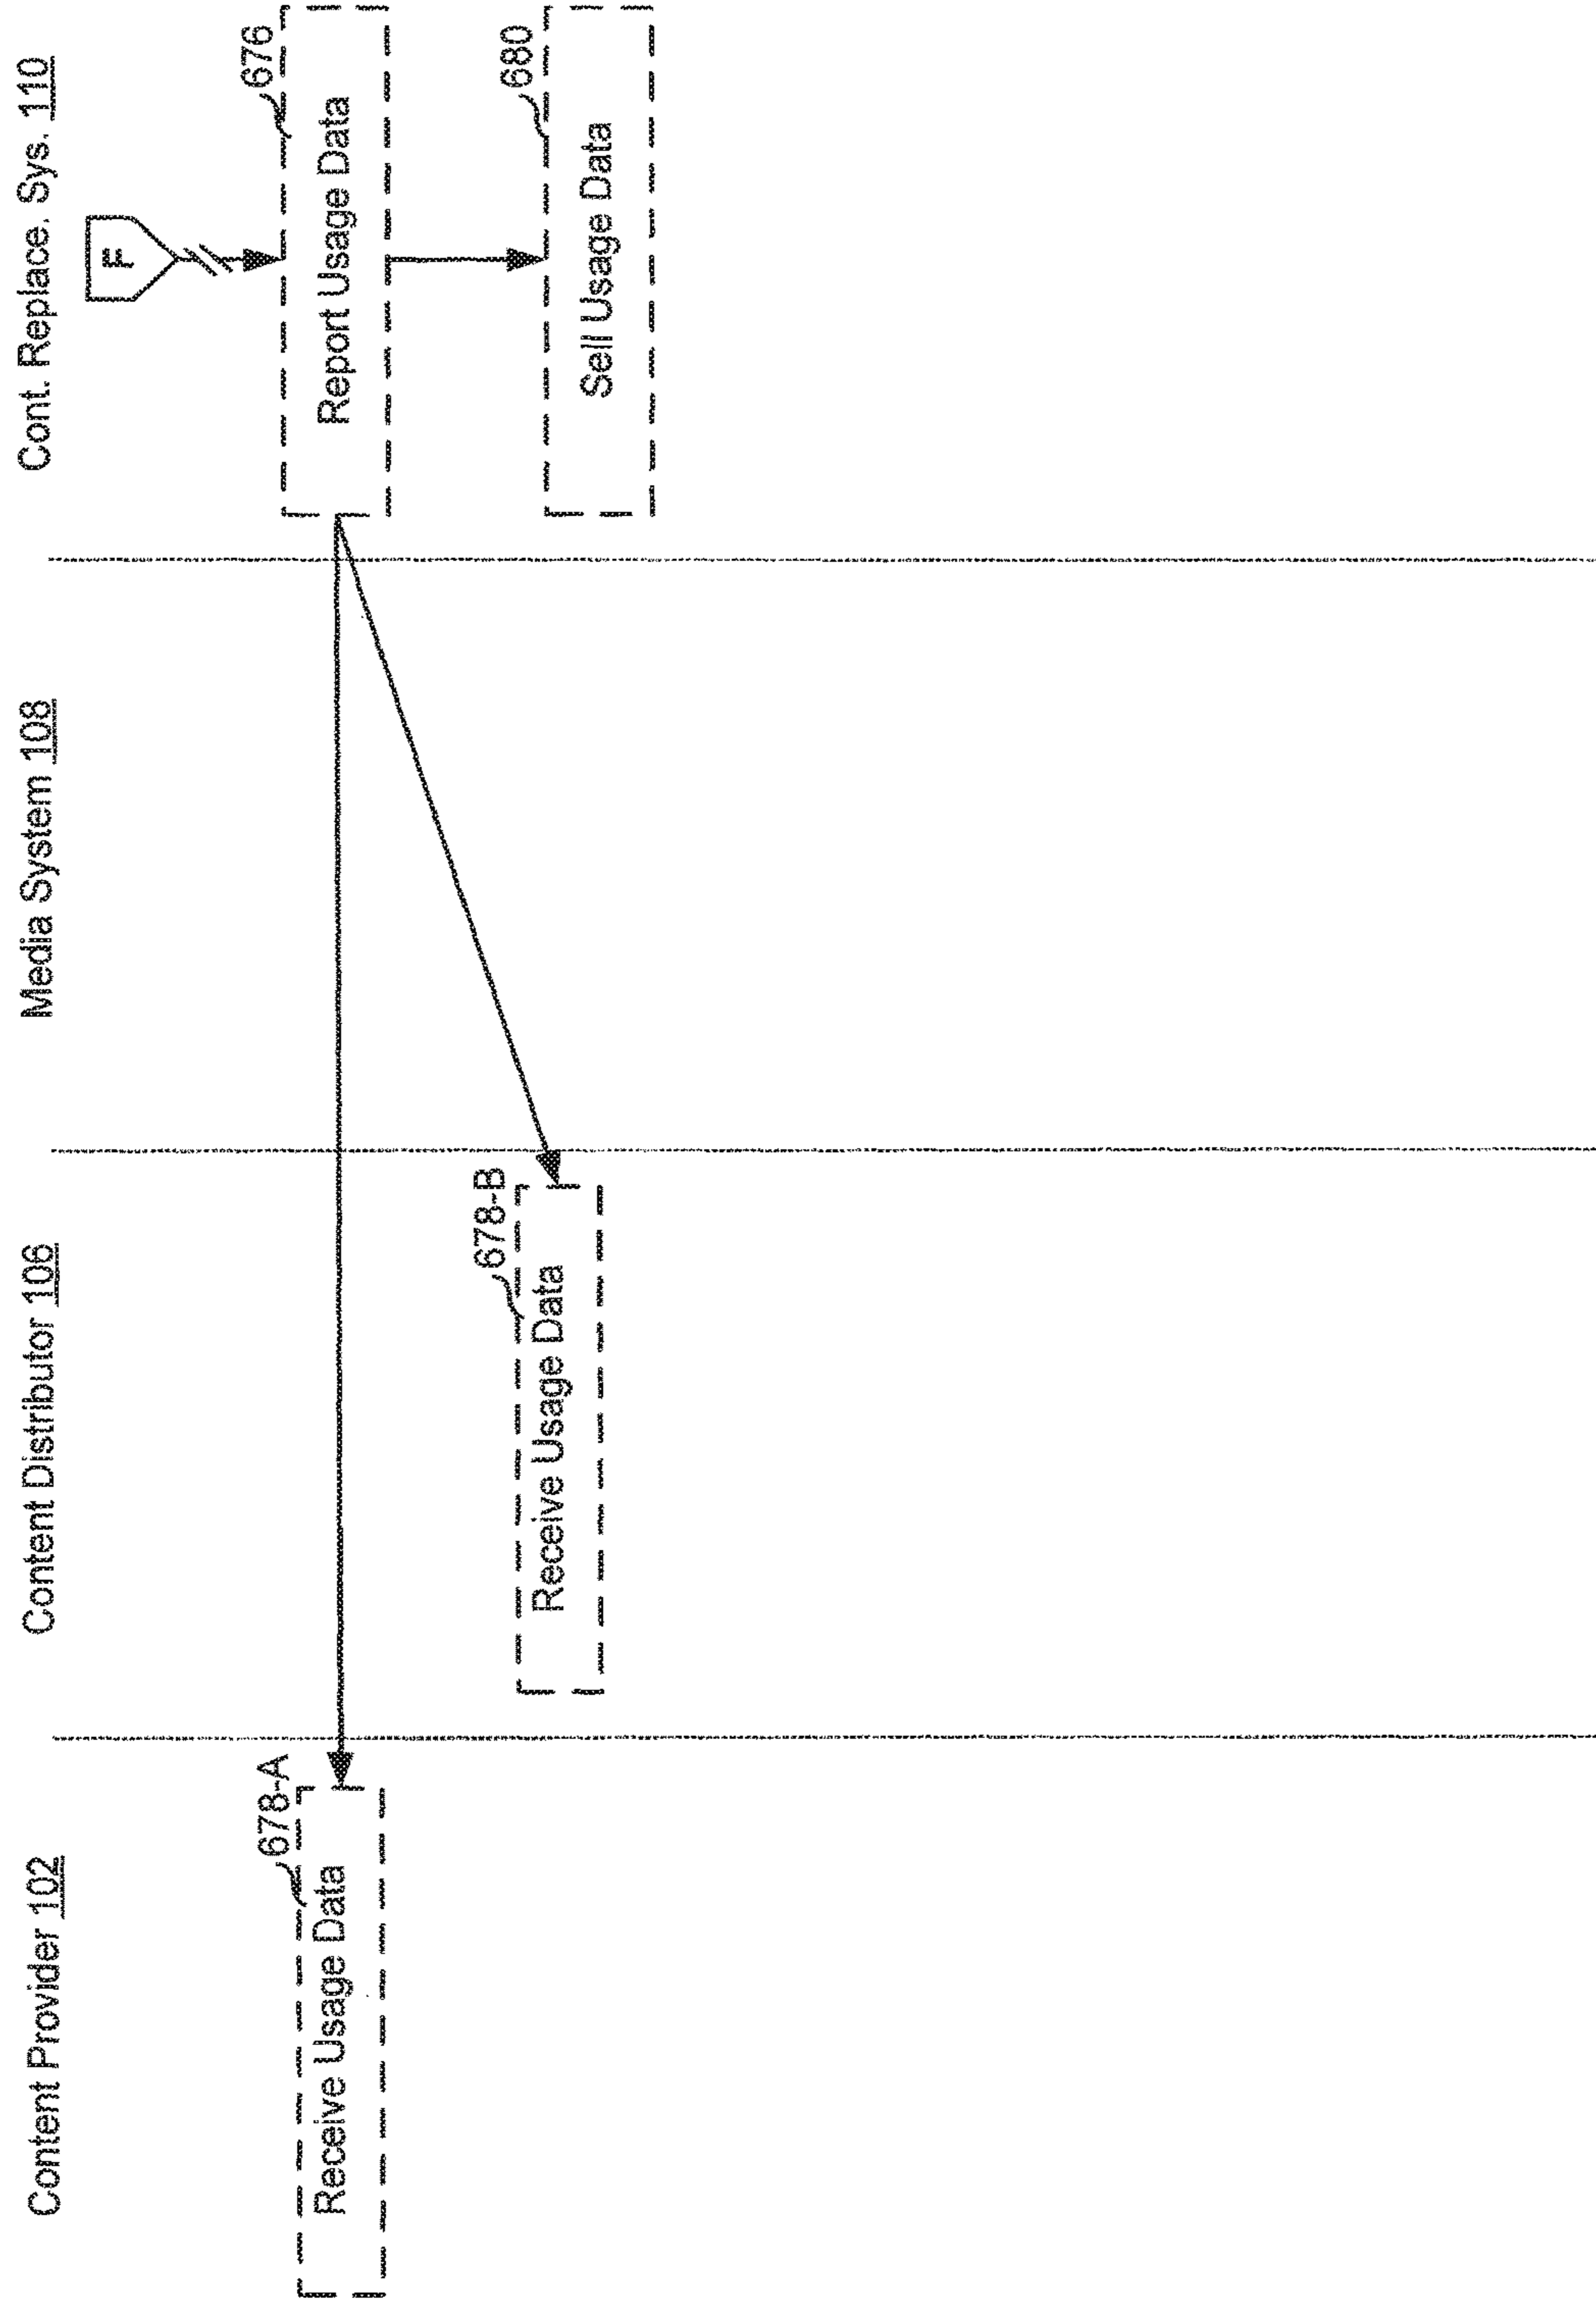 Content Provider 102
Content Distributor 106
Media System 108
Cont. Replace. Sys. 110
F
676
Report Usage Data
678-A
Receive Usage Data
678-B
Receive Usage Data
680
Sell Usage Data